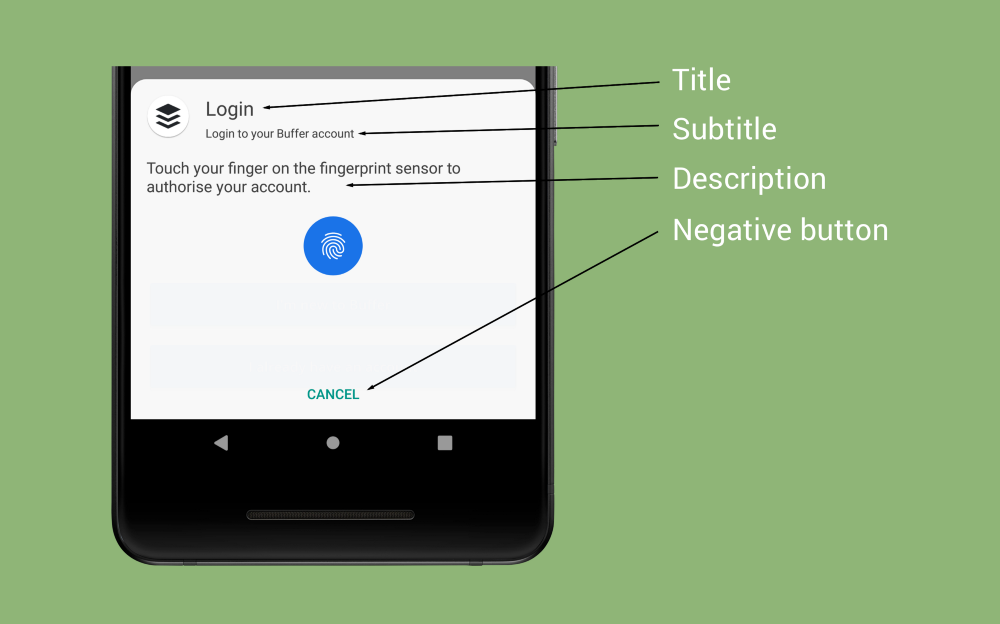 Title
Login
Subtitle
Login to your Buffer account
Touch your finger on the fingerprint sensor to
authorise your account.
Description
Negative button
CANCEL